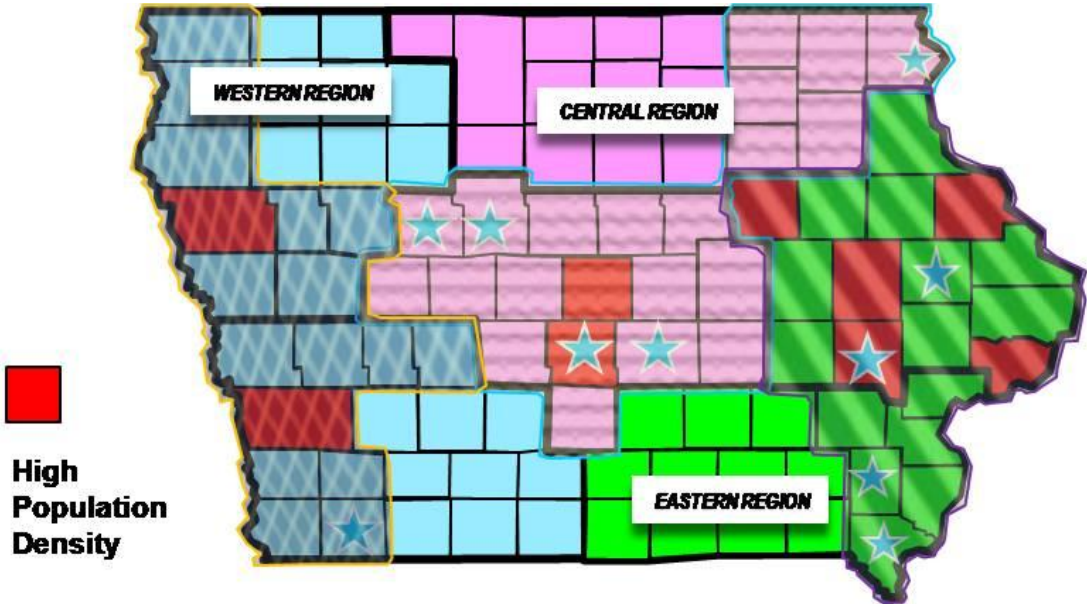 WESTERN REGION
CENTRAL REGION
High
Population
Density
EASTERN REGION